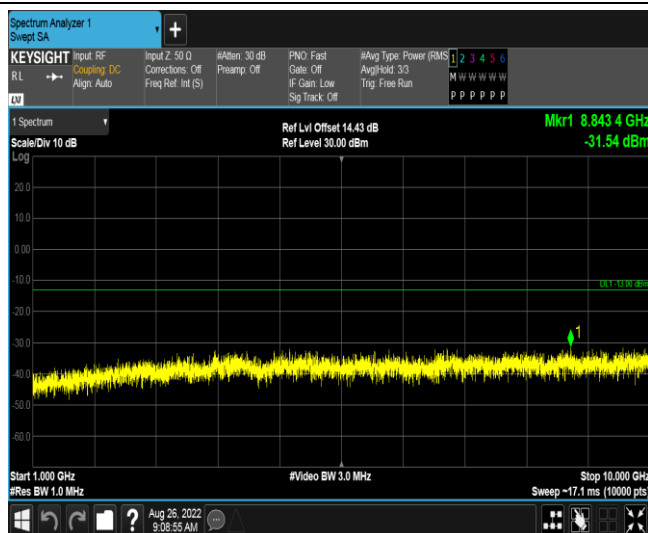 Spectrum Analyzer 1
Swept SA
+
KEYSIGHT
RL
LXI
Input: RF
Coupling: DC
Align: Auto
Input Z: 50 Ω
Corrections: Off
Freq Ref: Int (S)
#Atten: 30 dB
Preamp: Off
PNO: Fast
Gate: Off
IF Gain: Low
Sig Track: Off
#Avg Type: Power (RMS
Avg|Hold: 3/3
Trig: Free Run
1 2 3 4 5 6
M W W W W W
P P P P P P
1 Spectrum
Scale/Div 10 dB
Log
Ref Lvl Offset 14.43 dB
Ref Level 30.00 dBm
Mkr1 8.843 4 GHz
-31.54 dBm
20.0
10.0
0.00
-10.0
DL1 -13.00 dBm
-20.0
-30.0
1
-40.0
-50.0
-60.0
Start 1.000 GHz
#Res BW 1.0 MHz
#Video BW 3.0 MHz
Stop 10.000 GHz
Sweep ~17.1 ms (10000 pts)
?
Aug 26, 2022
9:08:55 AM